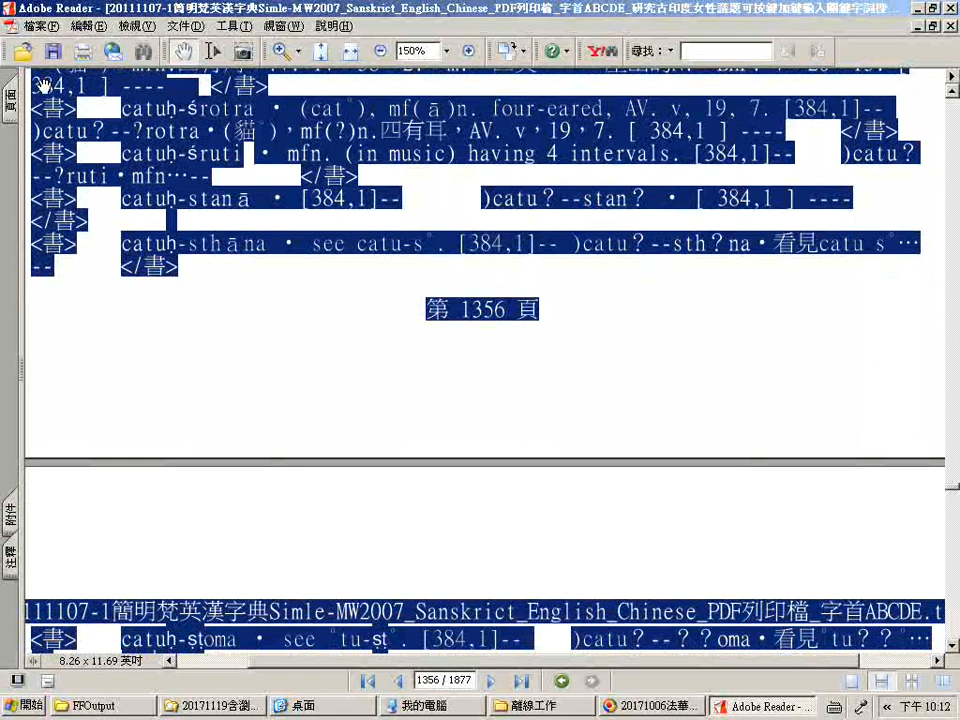 Adobe Reader - [20111107-1簡明梵英漢字典Simle-MW2007_Sanskrict_English_Chinese_PDF列印檔_字首ABCDE_研究古印度女性議題可按鍵加鍵輸入關鍵字詞搜
檔案(F) 編輯(E) 檢視(V) 文件(D) 工具(T) 視窗(W) 說明(H)
150% 尋找：
頁面
384,1 ] ---- </書>
<書> catuḥ-śrotra • (cat°), mf(ā)n. four-eared, AV. v, 19, 7. [384,1]--
)catu？--?rotra•(貓°)，mf(?)n.四有耳，AV. v，19，7. [ 384,1 ] ---- </書>
<書> catuḥ-śruti • mfn. (in music) having 4 intervals. [384,1]-- )catu？
--?ruti•mfn…-- </書>
<書> catuḥ-stanā • [384,1]-- )catu？--stan？• [ 384,1 ] ----
</書>
<書> catuḥ-sthāna • see catu-s°. [384,1]-- )catu？--sth？na•看見catu s°…
-- </書>
第 1356 頁
附件
注釋
111107-1簡明梵英漢字典Simle-MW2007_Sanskrict_English_Chinese_PDF列印檔_字首ABCDE.t
<書> catuḥ-ṣṭoma • see °tu-ṣṭ°. [384,1]-- )catu？--？？oma•看見°tu？？°…
8.26 x 11.69 英吋
1356 / 1877
開始 FFOutput 20171119含瀏... 桌面 我的電腦 離線工作 20171006法華... Adobe Reader - ... 下午 10:12